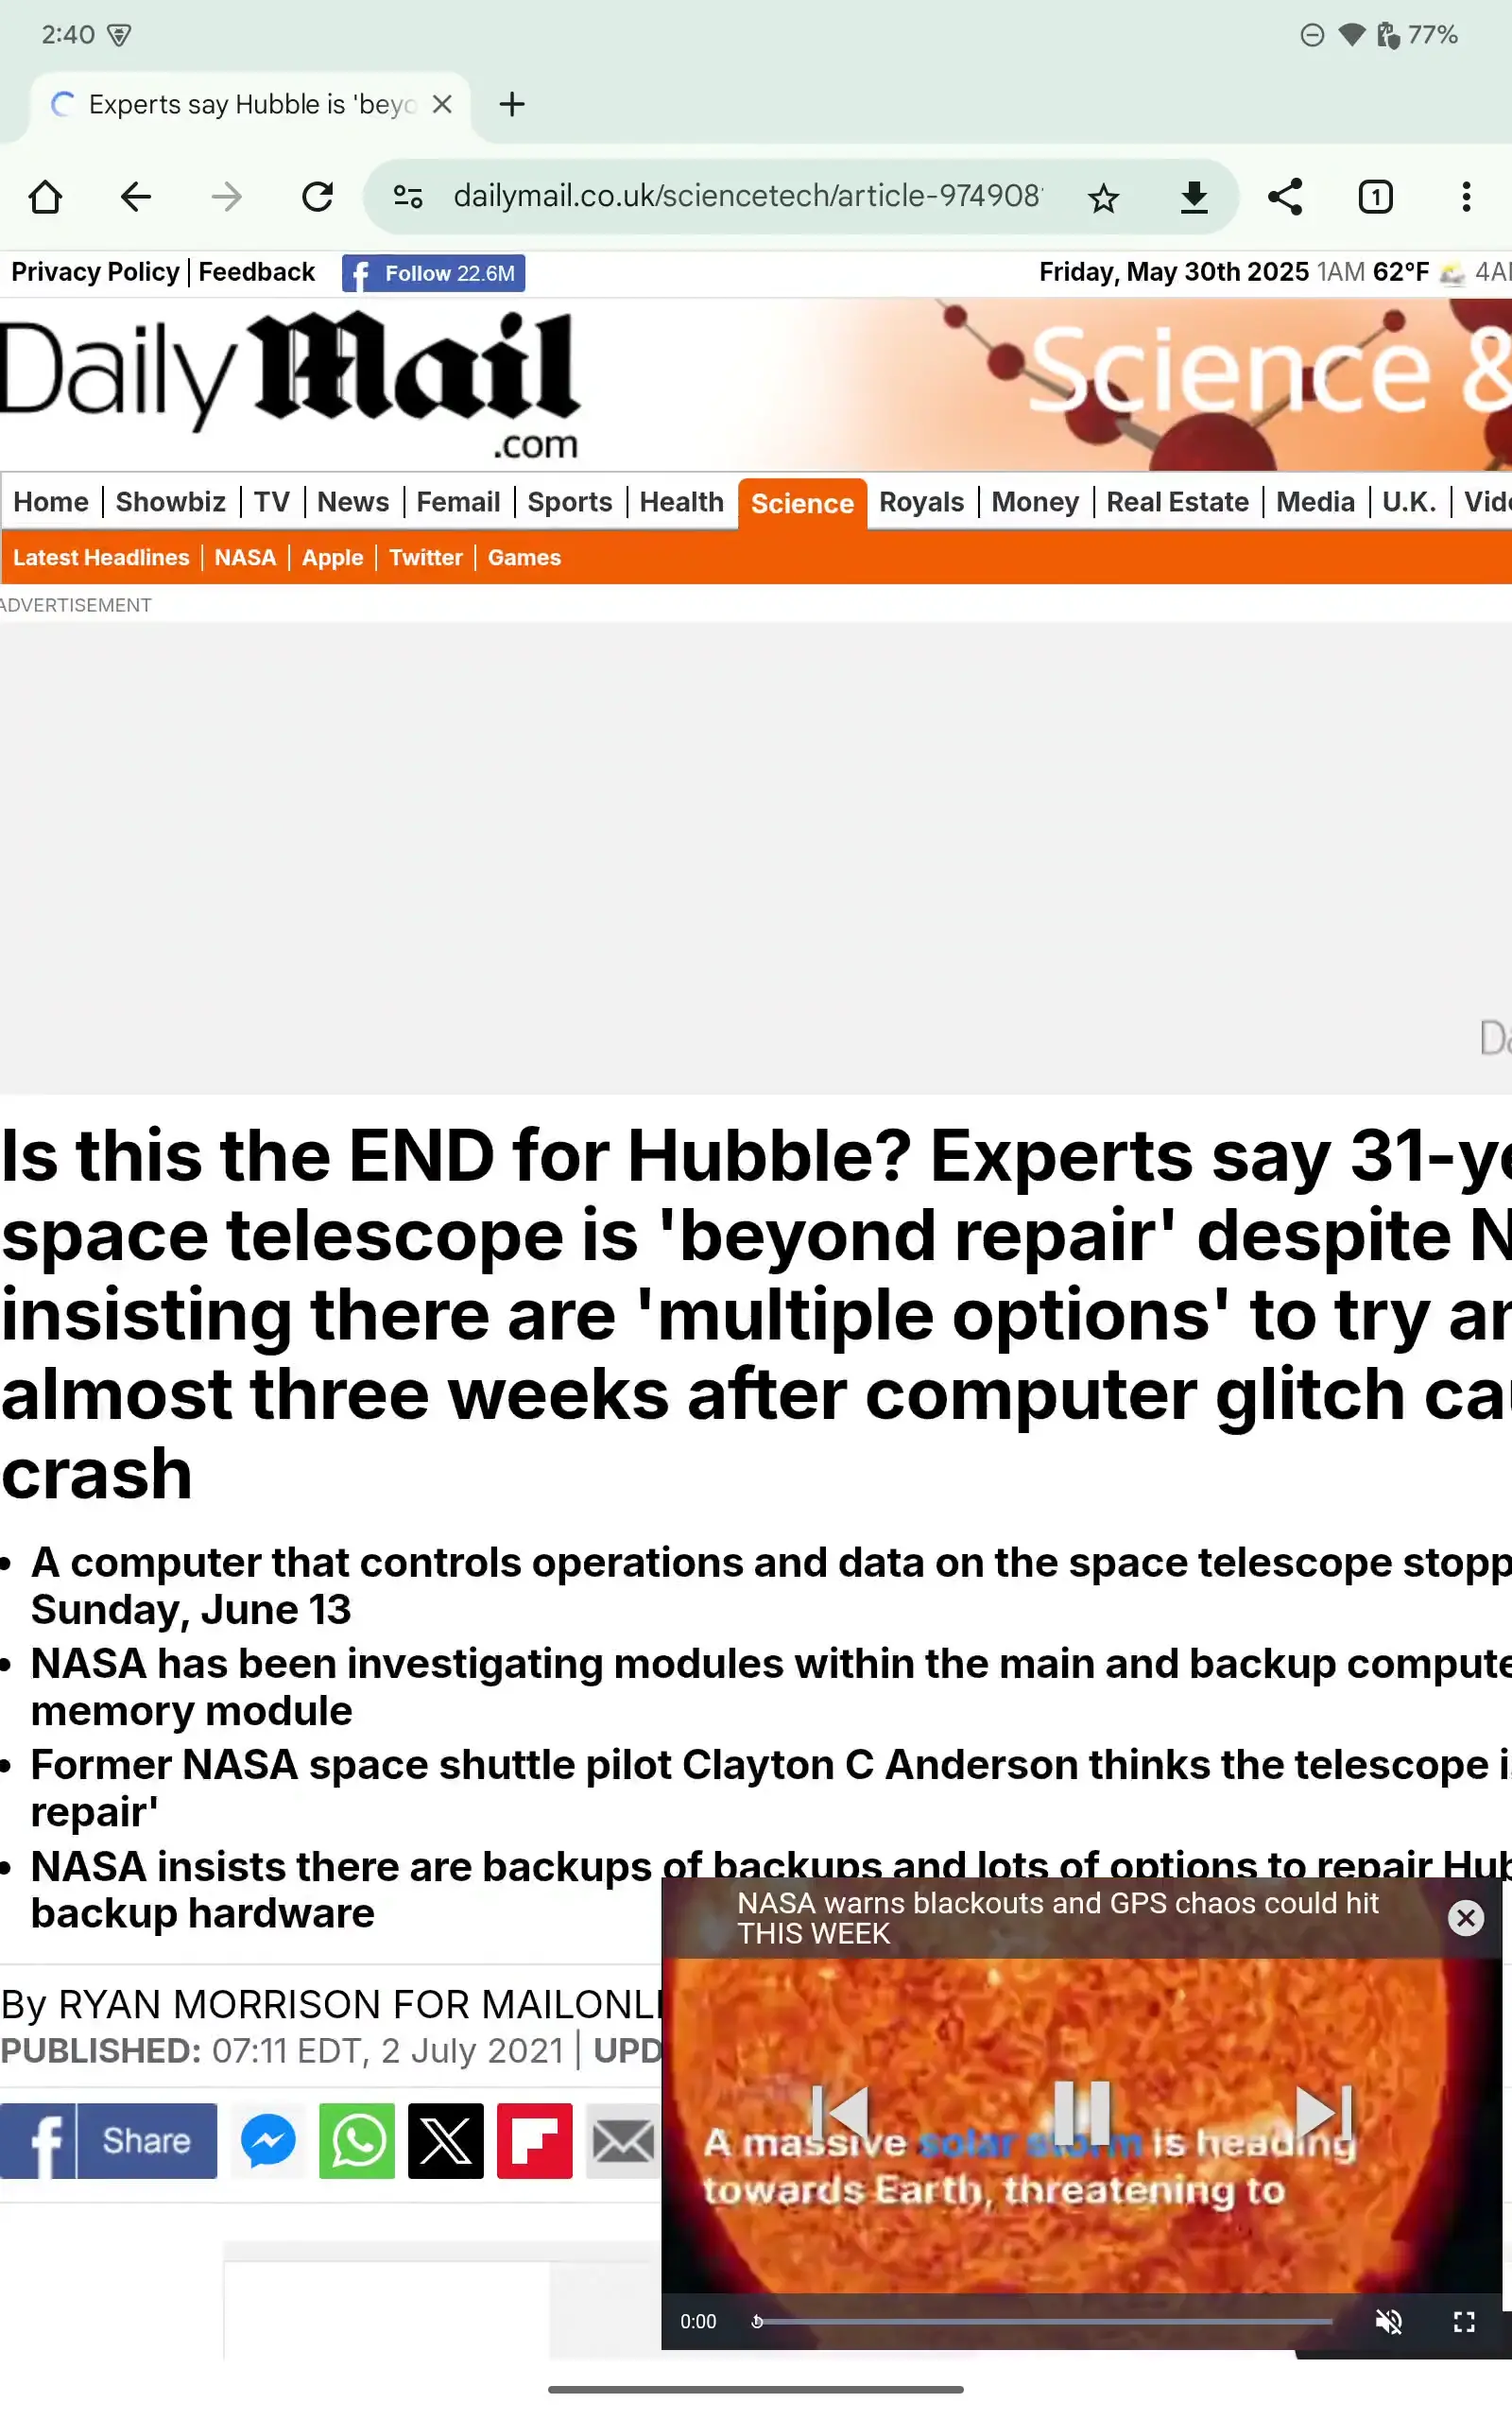 2:40
77%
Experts say Hubble is 'beyo
dailymail.co.uk/sciencetech/article-974908
1
Privacy Policy | Feedback
Follow 22.6M
Friday, May 30th 2025 1AM 62°F
Daily Mail
.com
Science &
Home | Showbiz | TV | News | Femail | Sports | Health | Science | Royals | Money | Real Estate | Media | U.K. |
Latest Headlines | NASA | Apple | Twitter | Games
ADVERTISEMENT
Is this the END for Hubble? Experts say 31-ye
space telescope is 'beyond repair' despite N
insisting there are 'multiple options' to try
almost three weeks after computer glitch
crash
• A computer that controls operations and data on the space telescope stopp
Sunday, June 13
• NASA has been investigating modules within the main and backup compute
memory module
• Former NASA space shuttle pilot Clayton C Anderson thinks the telescope i
repair'
• NASA insists there are backups of backups and lots of options to repair Hub
backup hardware
By RYAN MORRISON FOR MAILONLI
PUBLISHED: 07:11 EDT, 2 July 2021 | UPD
Share
NASA warns blackouts and GPS chaos could hit
THIS WEEK
A massive solar storm is heading
towards Earth, threatening to
0:00